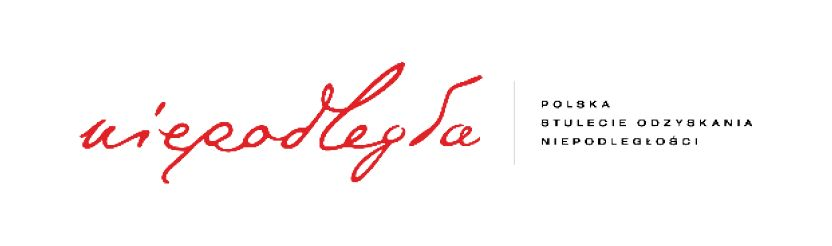 niepodległa
POLSKA
STULECIE ODZYSKANIA
NIEPODLEGŁOŚCI